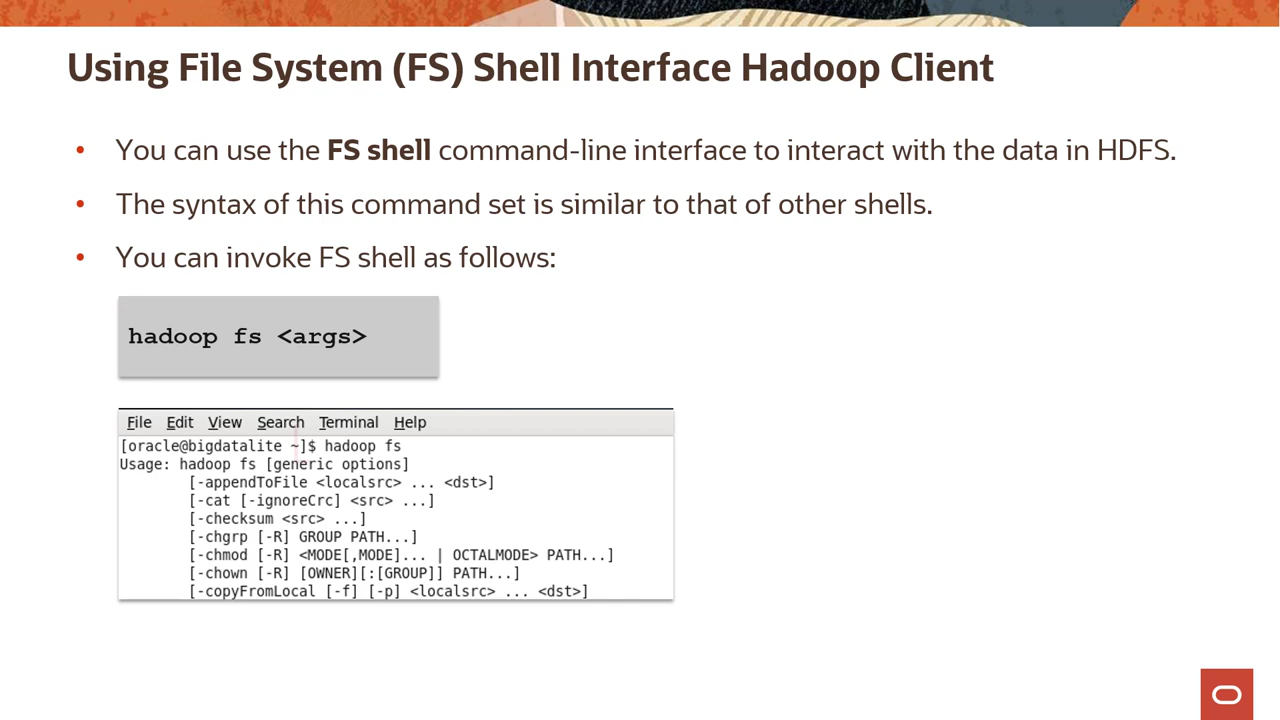 Using File System (FS) Shell Interface Hadoop Client
• You can use the FS shell command-line interface to interact with the data in HDFS.
• The syntax of this command set is similar to that of other shells.
• You can invoke FS shell as follows:
hadoop fs <args>
File Edit View Search Terminal Help
[oracle@bigdatalite ~]$ hadoop fs
Usage: hadoop fs [generic options]
[-appendToFile <localsrc> ... <dst>]
[-cat [-ignoreCrc] <src> ...]
[-checksum <src> ...]
[-chgrp [-R] GROUP PATH...]
[-chmod [-R] <MODE[,MODE]... | OCTALMODE> PATH...]
[-chown [-R] [OWNER][:[GROUP]] PATH...]
[-copyFromLocal [-f] [-p] <localsrc> ... <dst>]